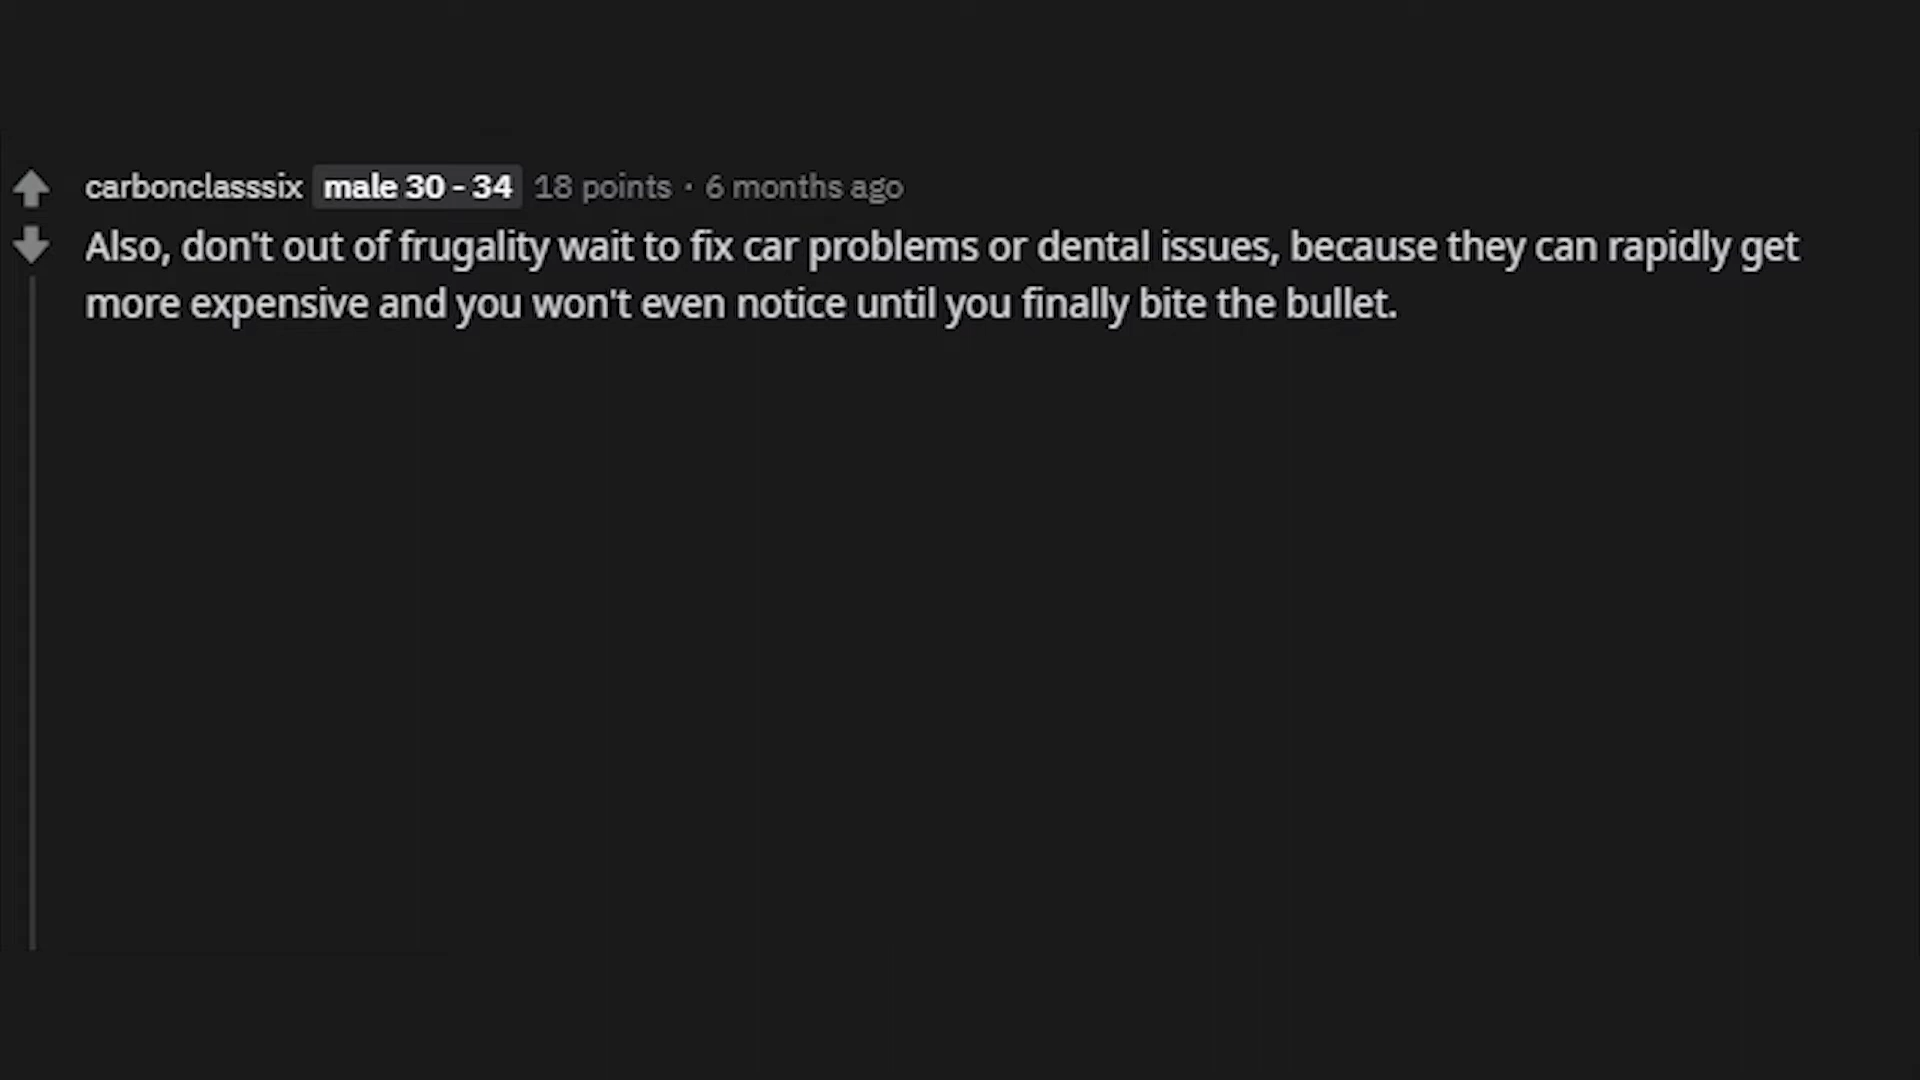 carbonclasssix male 30 - 34 18 points · 6 months ago
Also, don't out of frugality wait to fix car problems or dental issues, because they can rapidly get
more expensive and you won't even notice until you finally bite the bullet.